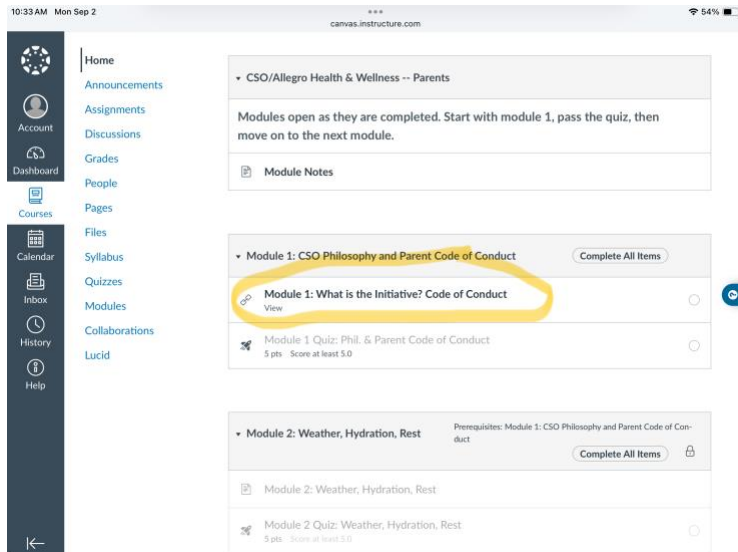 10:33 AM Mon Sep 2
canvas.instructure.com
54%
Account
Dashboard
Courses
Calendar
Inbox
History
Help
Home
Announcements
Assignments
Discussions
Grades
People
Pages
Files
Syllabus
Quizzes
Modules
Collaborations
Lucid
CSO/Allegro Health & Wellness -- Parents
Modules open as they are completed. Start with module 1, pass the quiz, then
move on to the next module.
Module Notes
Module 1: CSO Philosophy and Parent Code of Conduct
Complete All Items
Module 1: What is the Initiative? Code of Conduct
View
Module 1 Quiz: Phil. & Parent Code of Conduct
5 pts Score at least 5.0
Module 2: Weather, Hydration, Rest
Prerequisites: Module 1: CSO Philosophy and Parent Code of Con-
duct
Complete All Items
Module 2: Weather, Hydration, Rest
Module 2 Quiz: Weather, Hydration, Rest
5 pts Score at least 5.0